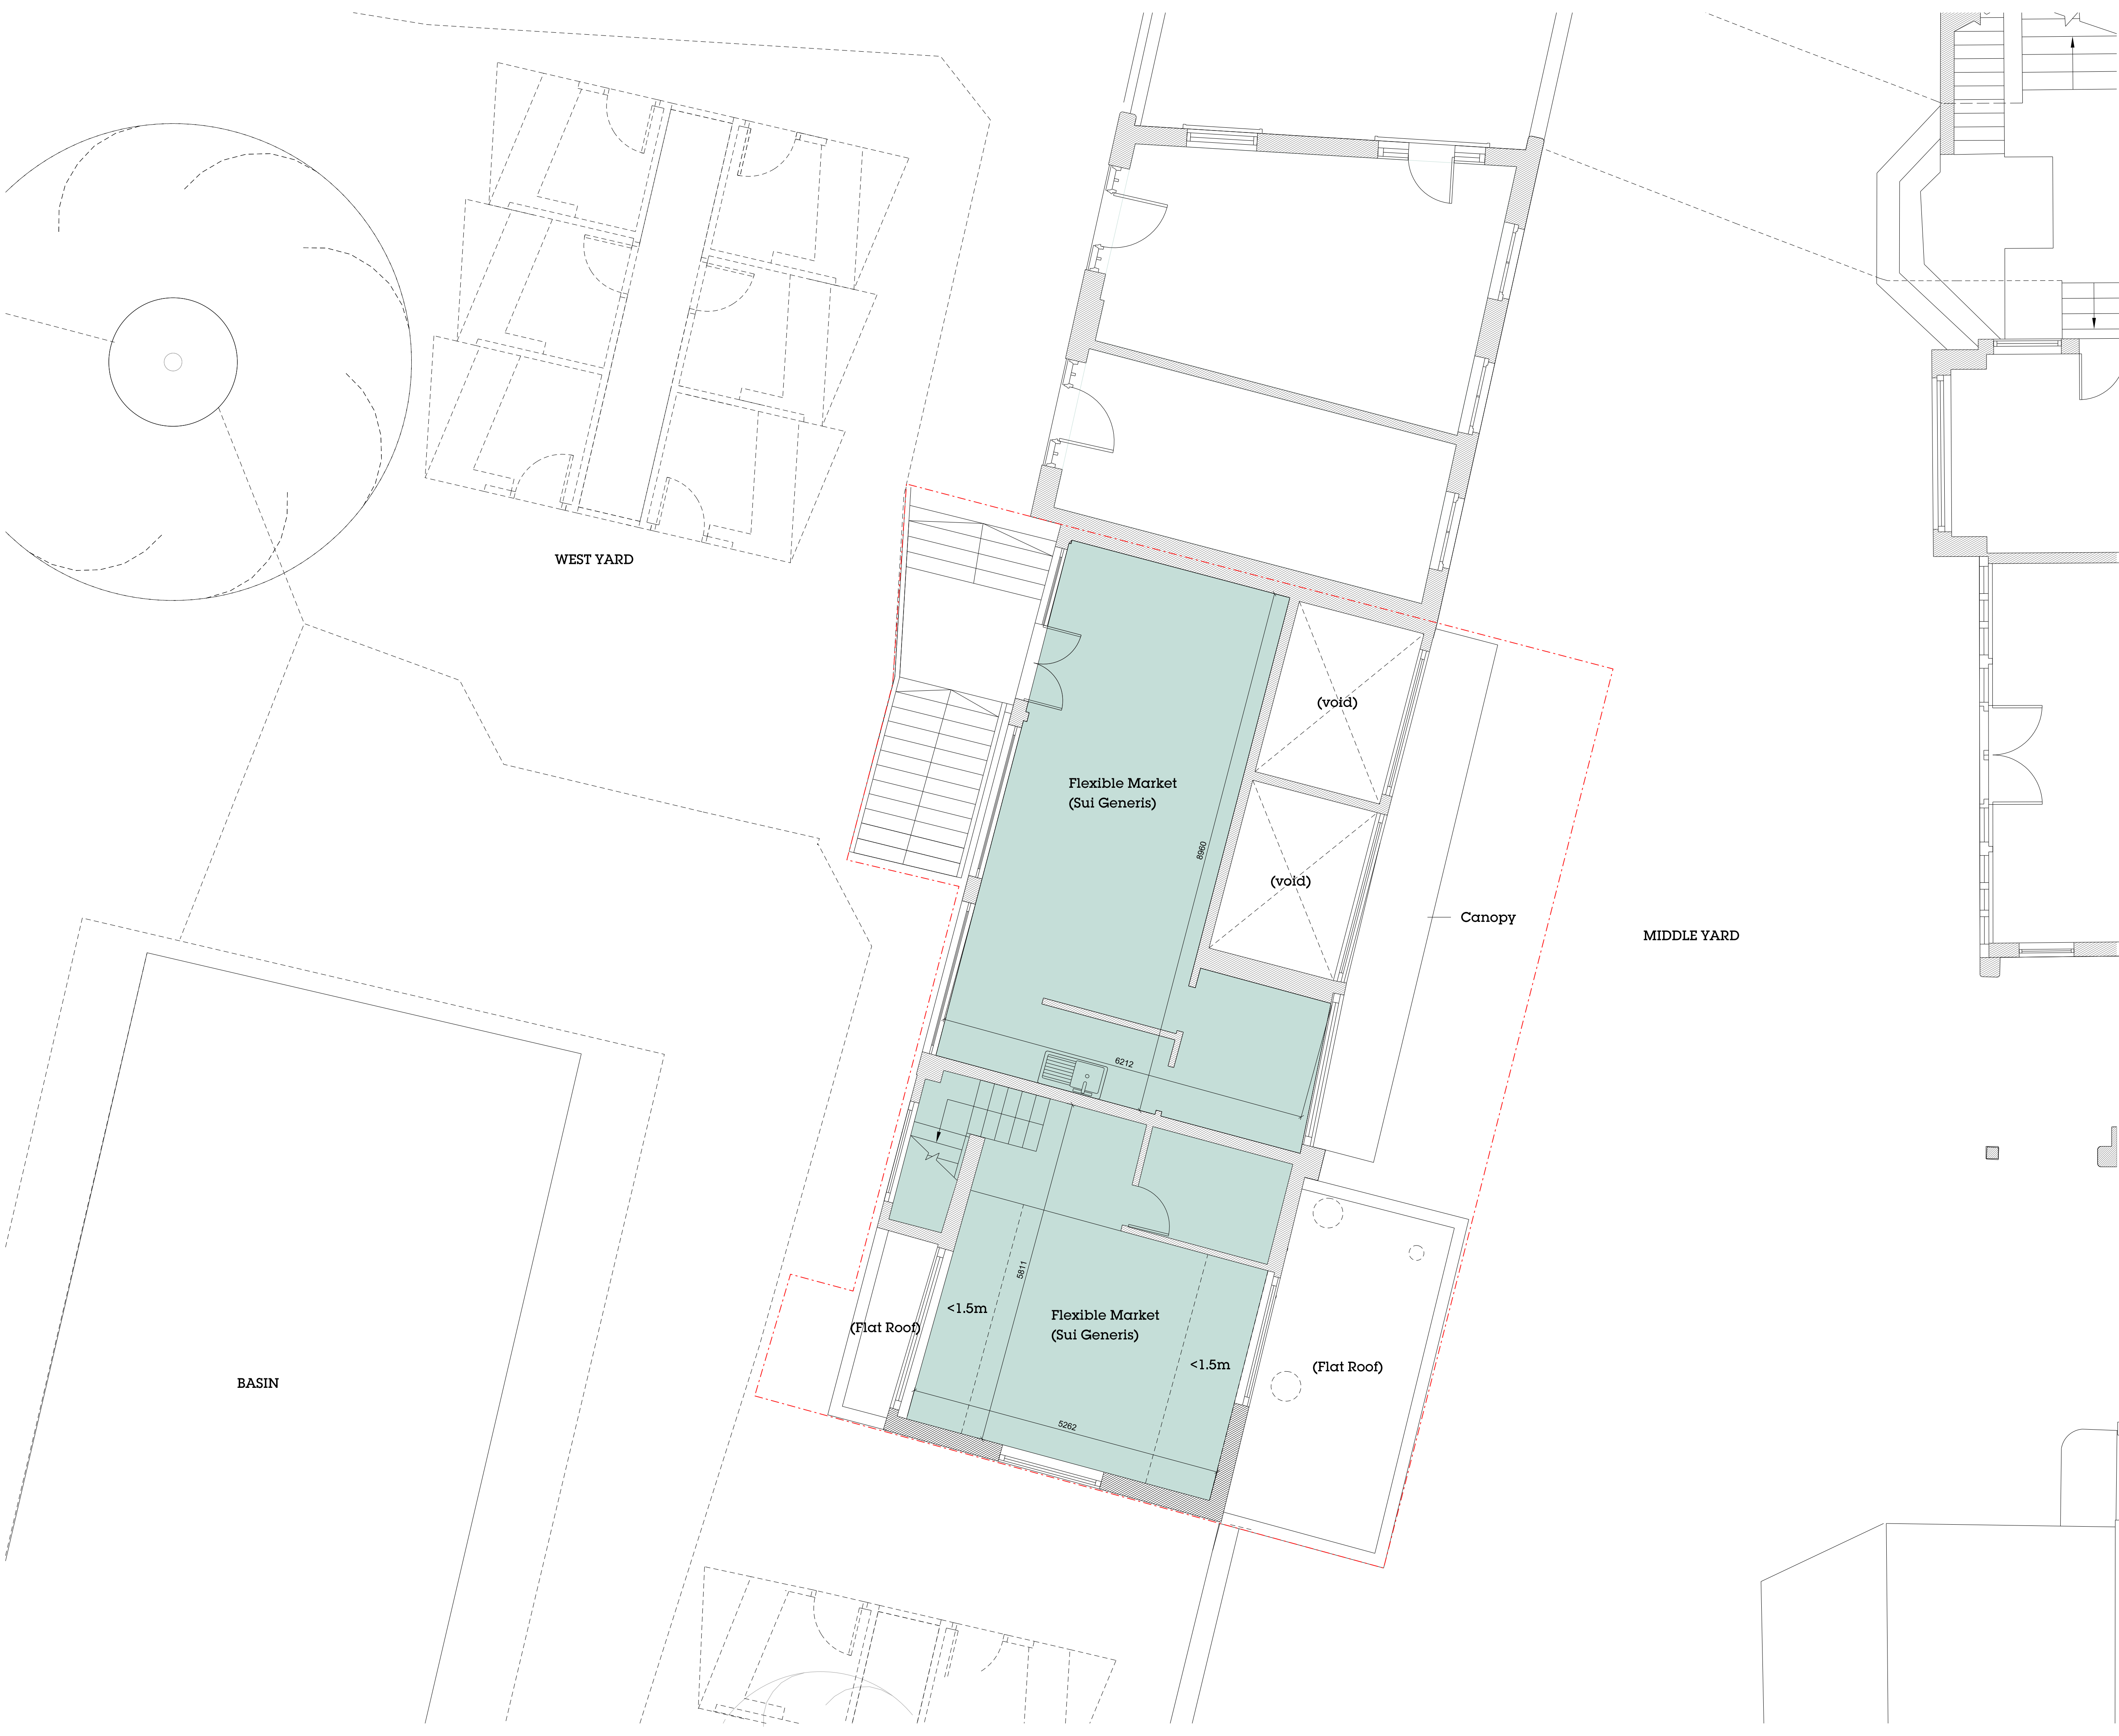 WEST YARD
(void)
Flexible Market
(Sui Generis)
8960
(void)
Canopy
MIDDLE YARD
6212
5811
<1.5m
Flexible Market
(Sui Generis)
(Flat Roof)
<1.5m
(Flat Roof)
BASIN
5262